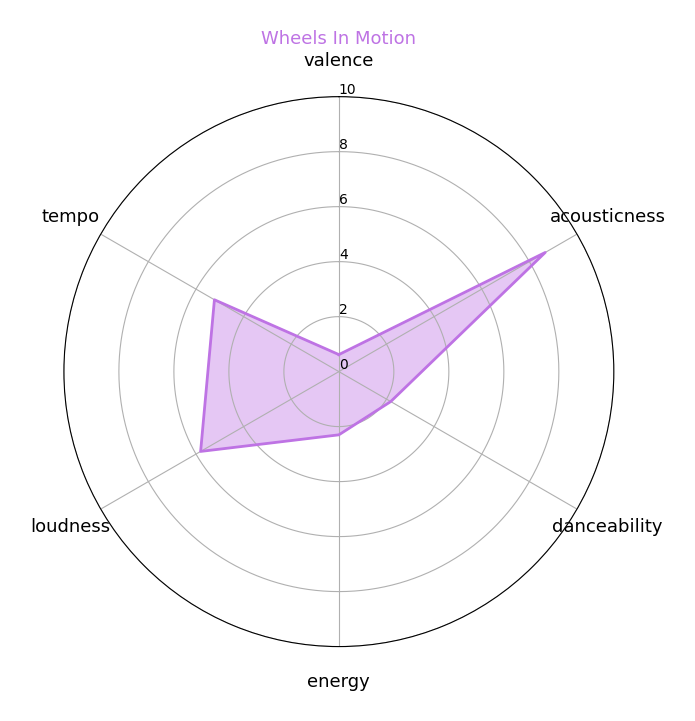 Wheels In Motion
valence
10
8
6
4
2
0
tempo
acousticness
loudness
danceability
energy